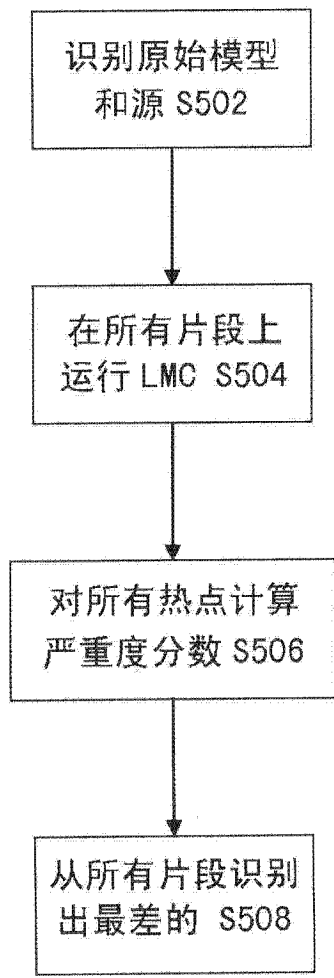 识别原始模型
和源 S502
在所有片段上
运行 LMC S504
对所有热点计算
严重度分数 S506
从所有片段识别
出最差的 S508